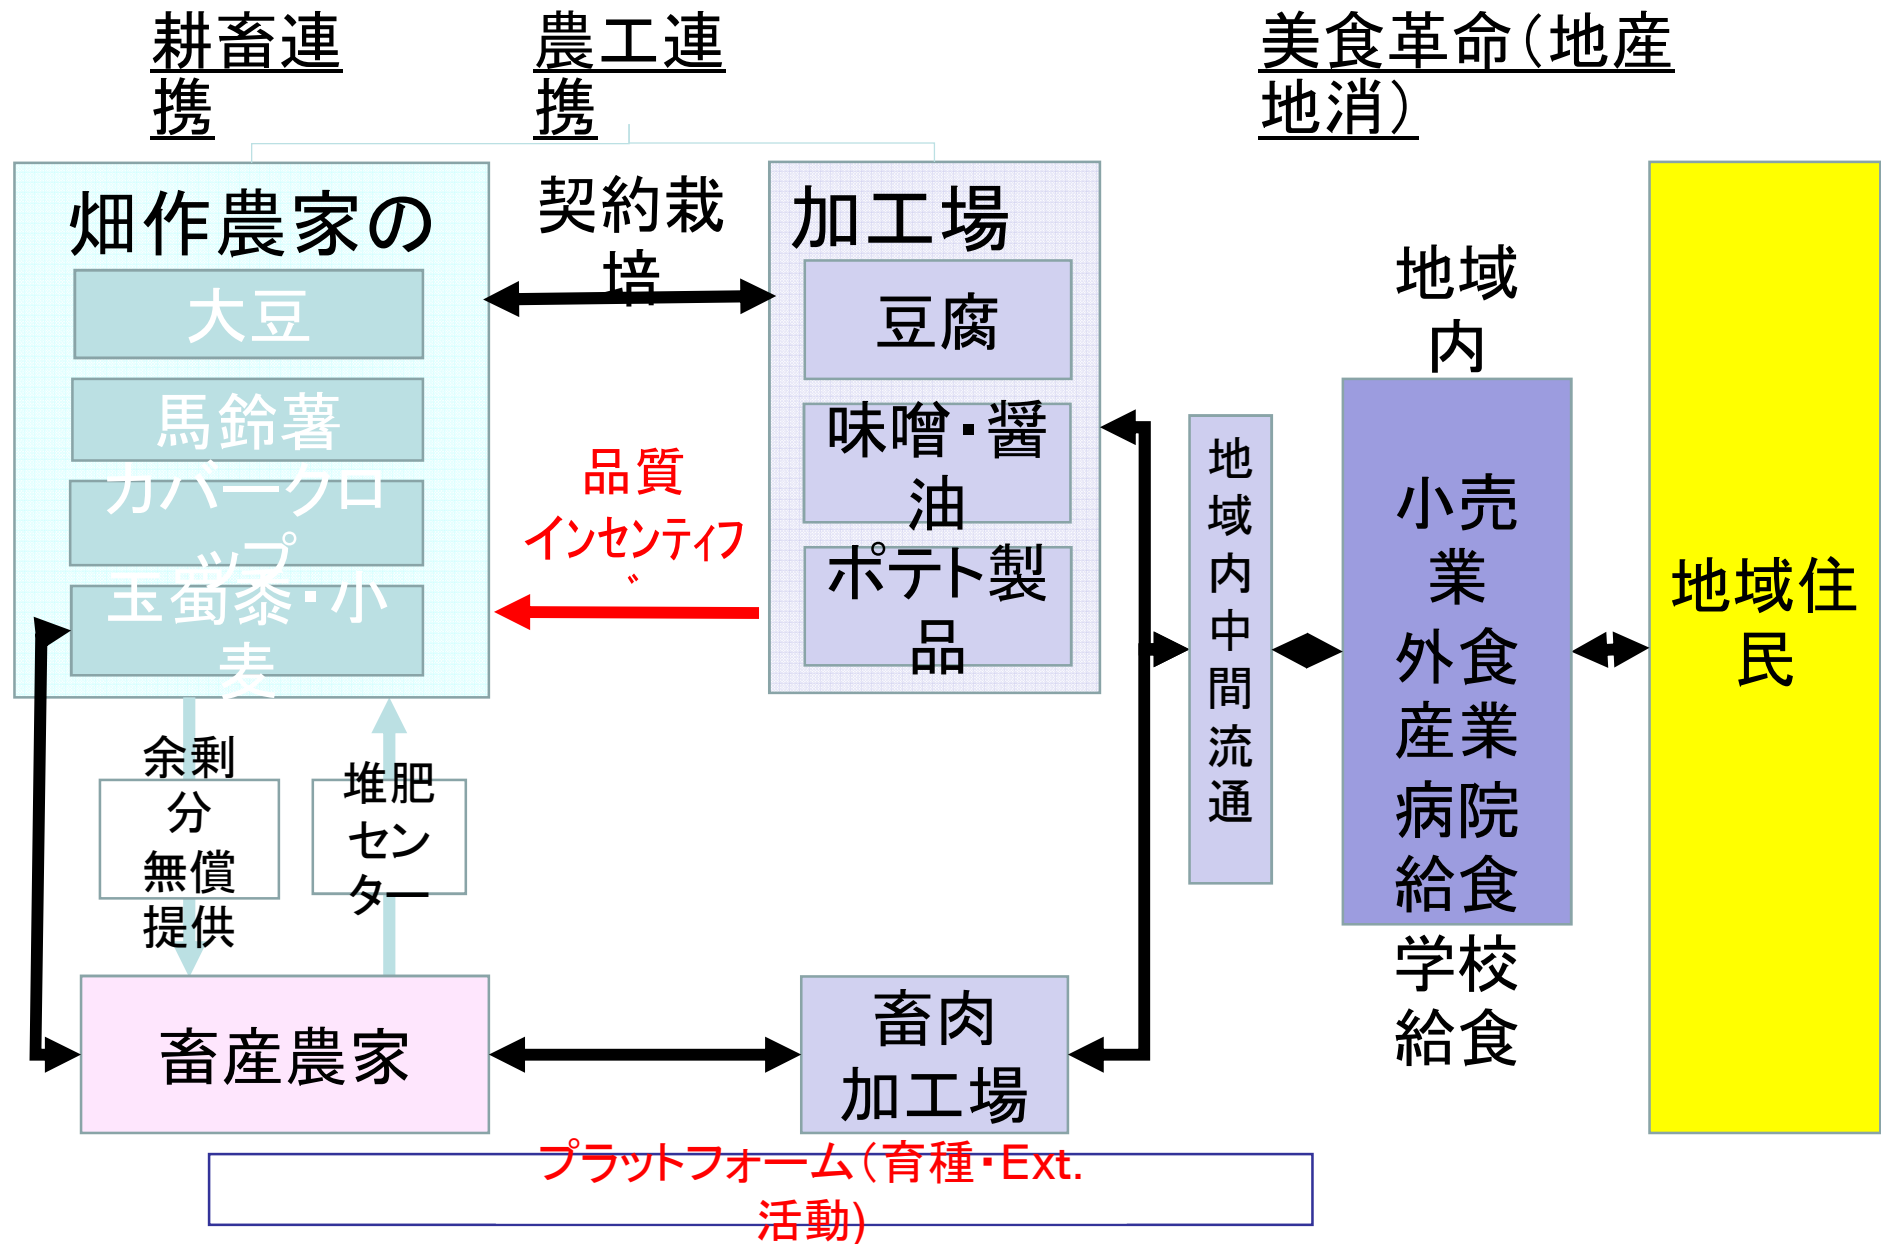 耕畜連
携
農工連
携
美食革命（地産
地消）
畑作農家の
大豆
馬鈴薯
カバークロ
ップ
玉蜀黍・小
麦
契約栽
培
品質
インセンティブ
加工場
豆腐
味噌・醤
油
ポテト製
品
地域内中間流通
地域
内
小売
業
外食
産業
病院
給食
学校
給食
地域住
民
余剰
分
無償
提供
堆肥
セン
ター
畜産農家
畜肉
加工場
プラットフォーム（育種・Ext.
活動）